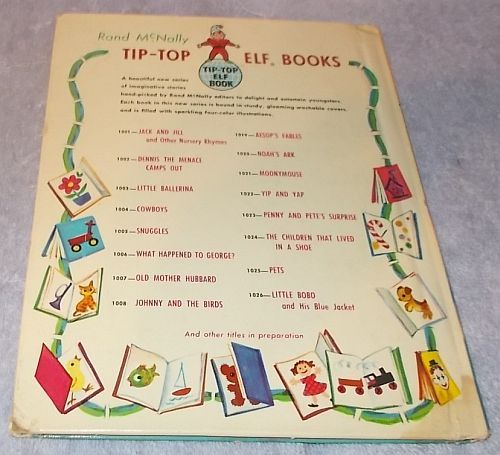 Rand McNally
TIP-TOP ELF BOOKS
TIP-TOP
ELF
BOOK
A beautiful new series
of imaginative stories
hand-picked by Rand McNally editors to delight and entertain youngsters.
Each book in this new series is bound in sturdy, gleaming washable covers,
and is filled with sparkling four-color illustrations.
1001—JACK AND JILL
and Other Nursery Rhymes
1002—DENNIS THE MENACE
CAMPS OUT
1003—LITTLE BALLERINA
1004—COWBOYS
1005—SNUGGLES
1006—WHAT HAPPENED TO GEORGE?
1007—OLD MOTHER HUBBARD
1008 JOHNNY AND THE BIRDS
1019—AESOP'S FABLES
1020—NOAH'S ARK
1021—MOONYMOUSE
1022—YIP AND YAP
1023—PENNY AND PETE'S SURPRISE
1024—THE CHILDREN THAT LIVED
IN A SHOE
1025—PETS
1026—LITTLE BOBO
and His Blue Jacket
And other titles in preparation